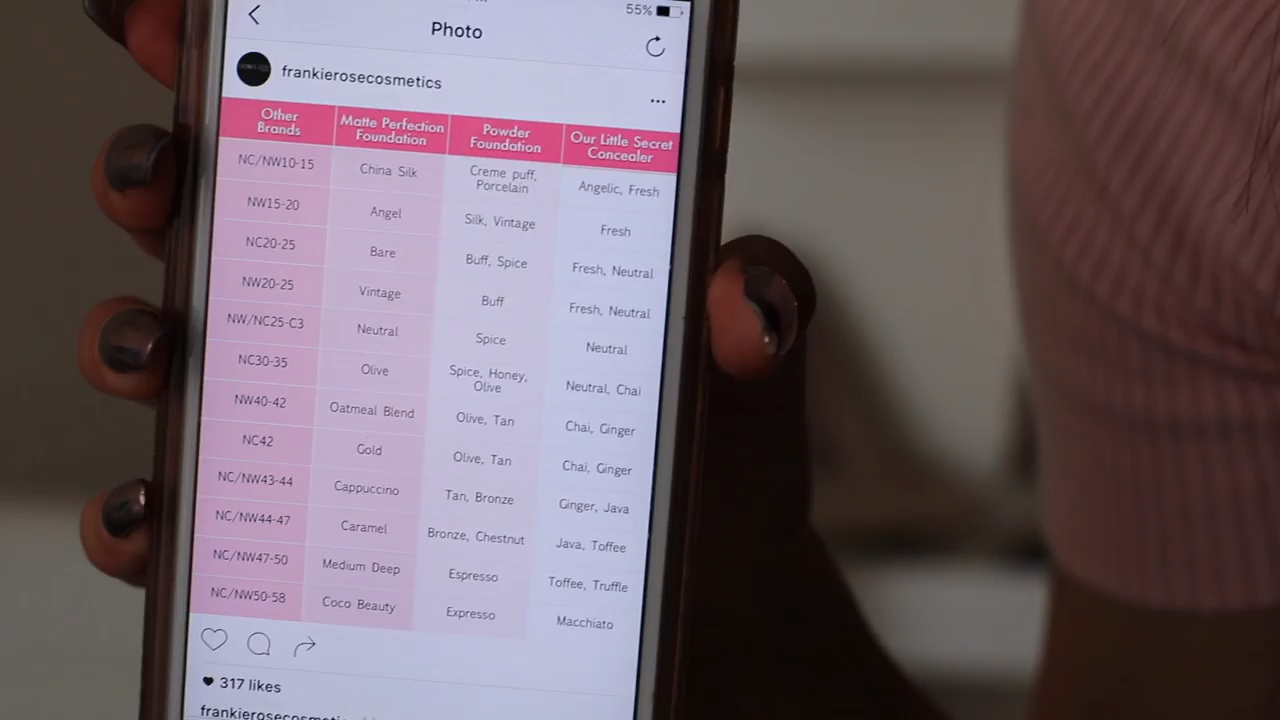 55%
Photo
frankierosecosmetics
Other Brands Matte Perfection Foundation Powder Foundation Our Little Secret Concealer
NC/NW10-15 China Silk Creme puff, Porcelain Angelic, Fresh
NW15-20 Angel Silk, Vintage Fresh
NC20-25 Bare Buff, Spice Fresh, Neutral
NW20-25 Vintage Buff Fresh, Neutral
NW/NC25-C3 Neutral Spice Neutral
NC30-35 Olive Spice, Honey, Olive Neutral, Chai
NW40-42 Oatmeal Blend Olive, Tan Chai, Ginger
NC42 Gold Olive, Tan Chai, Ginger
NC/NW43-44 Cappuccino Tan, Bronze Ginger, Java
NC/NW44-47 Caramel Bronze, Chestnut Java, Toffee
NC/NW47-50 Medium Deep Espresso Toffee, Truffle
NC/NW50-58 Coco Beauty Expresso Macchiato
317 likes